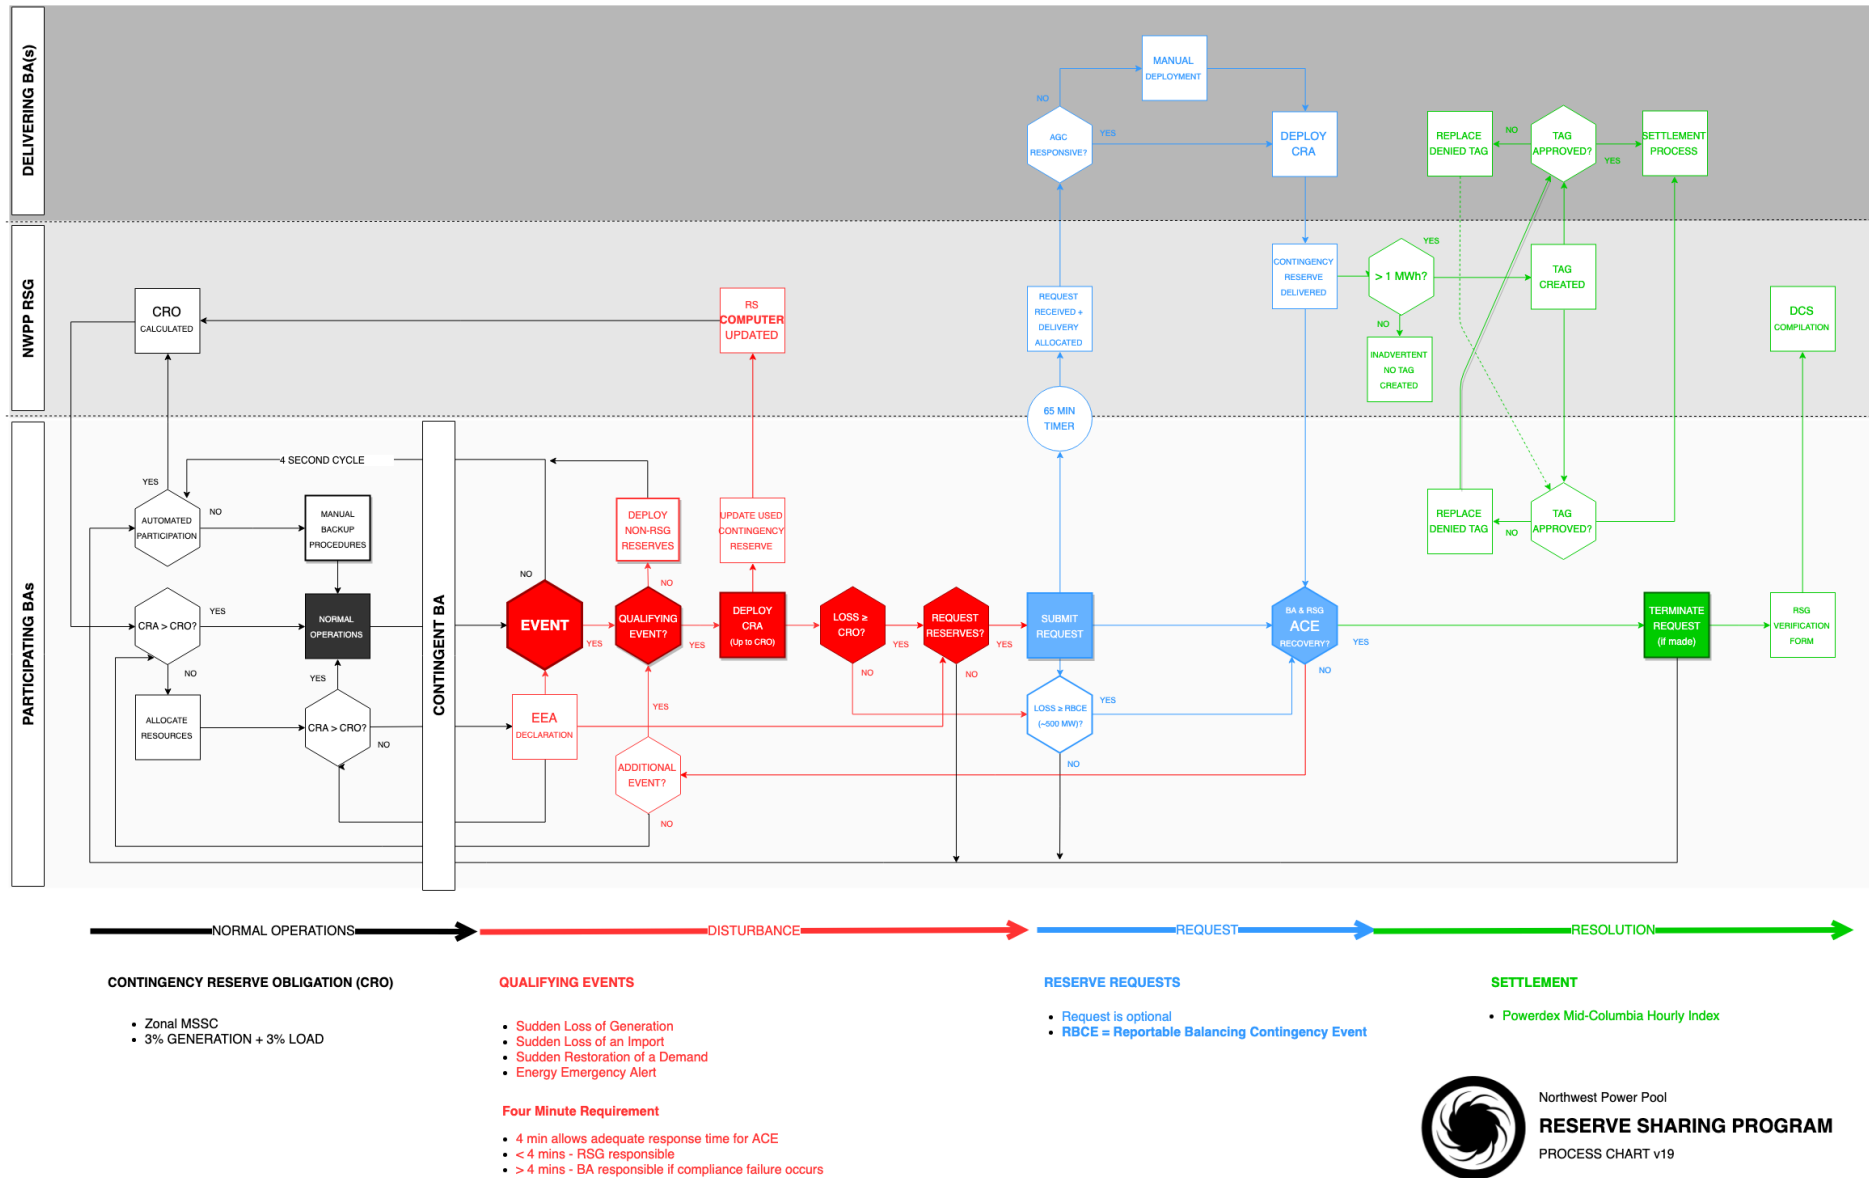 DELIVERING BA(s)
MANUAL
DEPLOYMENT
NO
AGC
RESPONSIVE?
YES
DEPLOY
CRA
REPLACE
DENIED TAG
NO
TAG
APPROVED?
YES
SETTLEMENT
PROCESS
NWPP RSG
CRO
CALCULATED
RS
COMPUTER
UPDATED
REQUEST
RECEIVED +
DELIVERY
ALLOCATED
CONTINGENCY
RESERVE
DELIVERED
YES
> 1 MWh?
NO
INADVERTENT
NO TAG
CREATED
TAG
CREATED
DCS
COMPILATION
65 MIN
TIMER
PARTICIPATING BAs
4 SECOND CYCLE
YES
AUTOMATED
PARTICIPATION
NO
MANUAL
BACKUP
PROCEDURES
CRA > CRO?
YES
NO
NORMAL
OPERATIONS
YES
ALLOCATE
RESOURCES
CRA > CRO?
NO
CONTINGENT BA
NO
EVENT
YES
EEA
DECLARATION
DEPLOY
NON-RSG
RESERVES
NO
QUALIFYING
EVENT?
YES
YES
ADDITIONAL
EVENT?
NO
UPDATE USED
CONTINGENCY
RESERVE
DEPLOY
CRA
(Up to CRO)
LOSS ≥
CRO?
YES
NO
REQUEST
RESERVES?
YES
NO
SUBMIT
REQUEST
LOSS ≥ RBCE
(~500 MW)?
YES
NO
BA & RSG
ACE
RECOVERY?
YES
NO
REPLACE
DENIED TAG
NO
TAG
APPROVED?
TERMINATE
REQUEST
(if made)
RSG
VERIFICATION
FORM
NORMAL OPERATIONS
DISTURBANCE
REQUEST
RESOLUTION
CONTINGENCY RESERVE OBLIGATION (CRO)
• Zonal MSSC
• 3% GENERATION + 3% LOAD
QUALIFYING EVENTS
• Sudden Loss of Generation
• Sudden Loss of an Import
• Sudden Restoration of a Demand
• Energy Emergency Alert
Four Minute Requirement
• 4 min allows adequate response time for ACE
• < 4 mins - RSG responsible
• > 4 mins - BA responsible if compliance failure occurs
RESERVE REQUESTS
• Request is optional
• RBCE = Reportable Balancing Contingency Event
SETTLEMENT
• Powerdex Mid-Columbia Hourly Index
Northwest Power Pool
RESERVE SHARING PROGRAM
PROCESS CHART v19